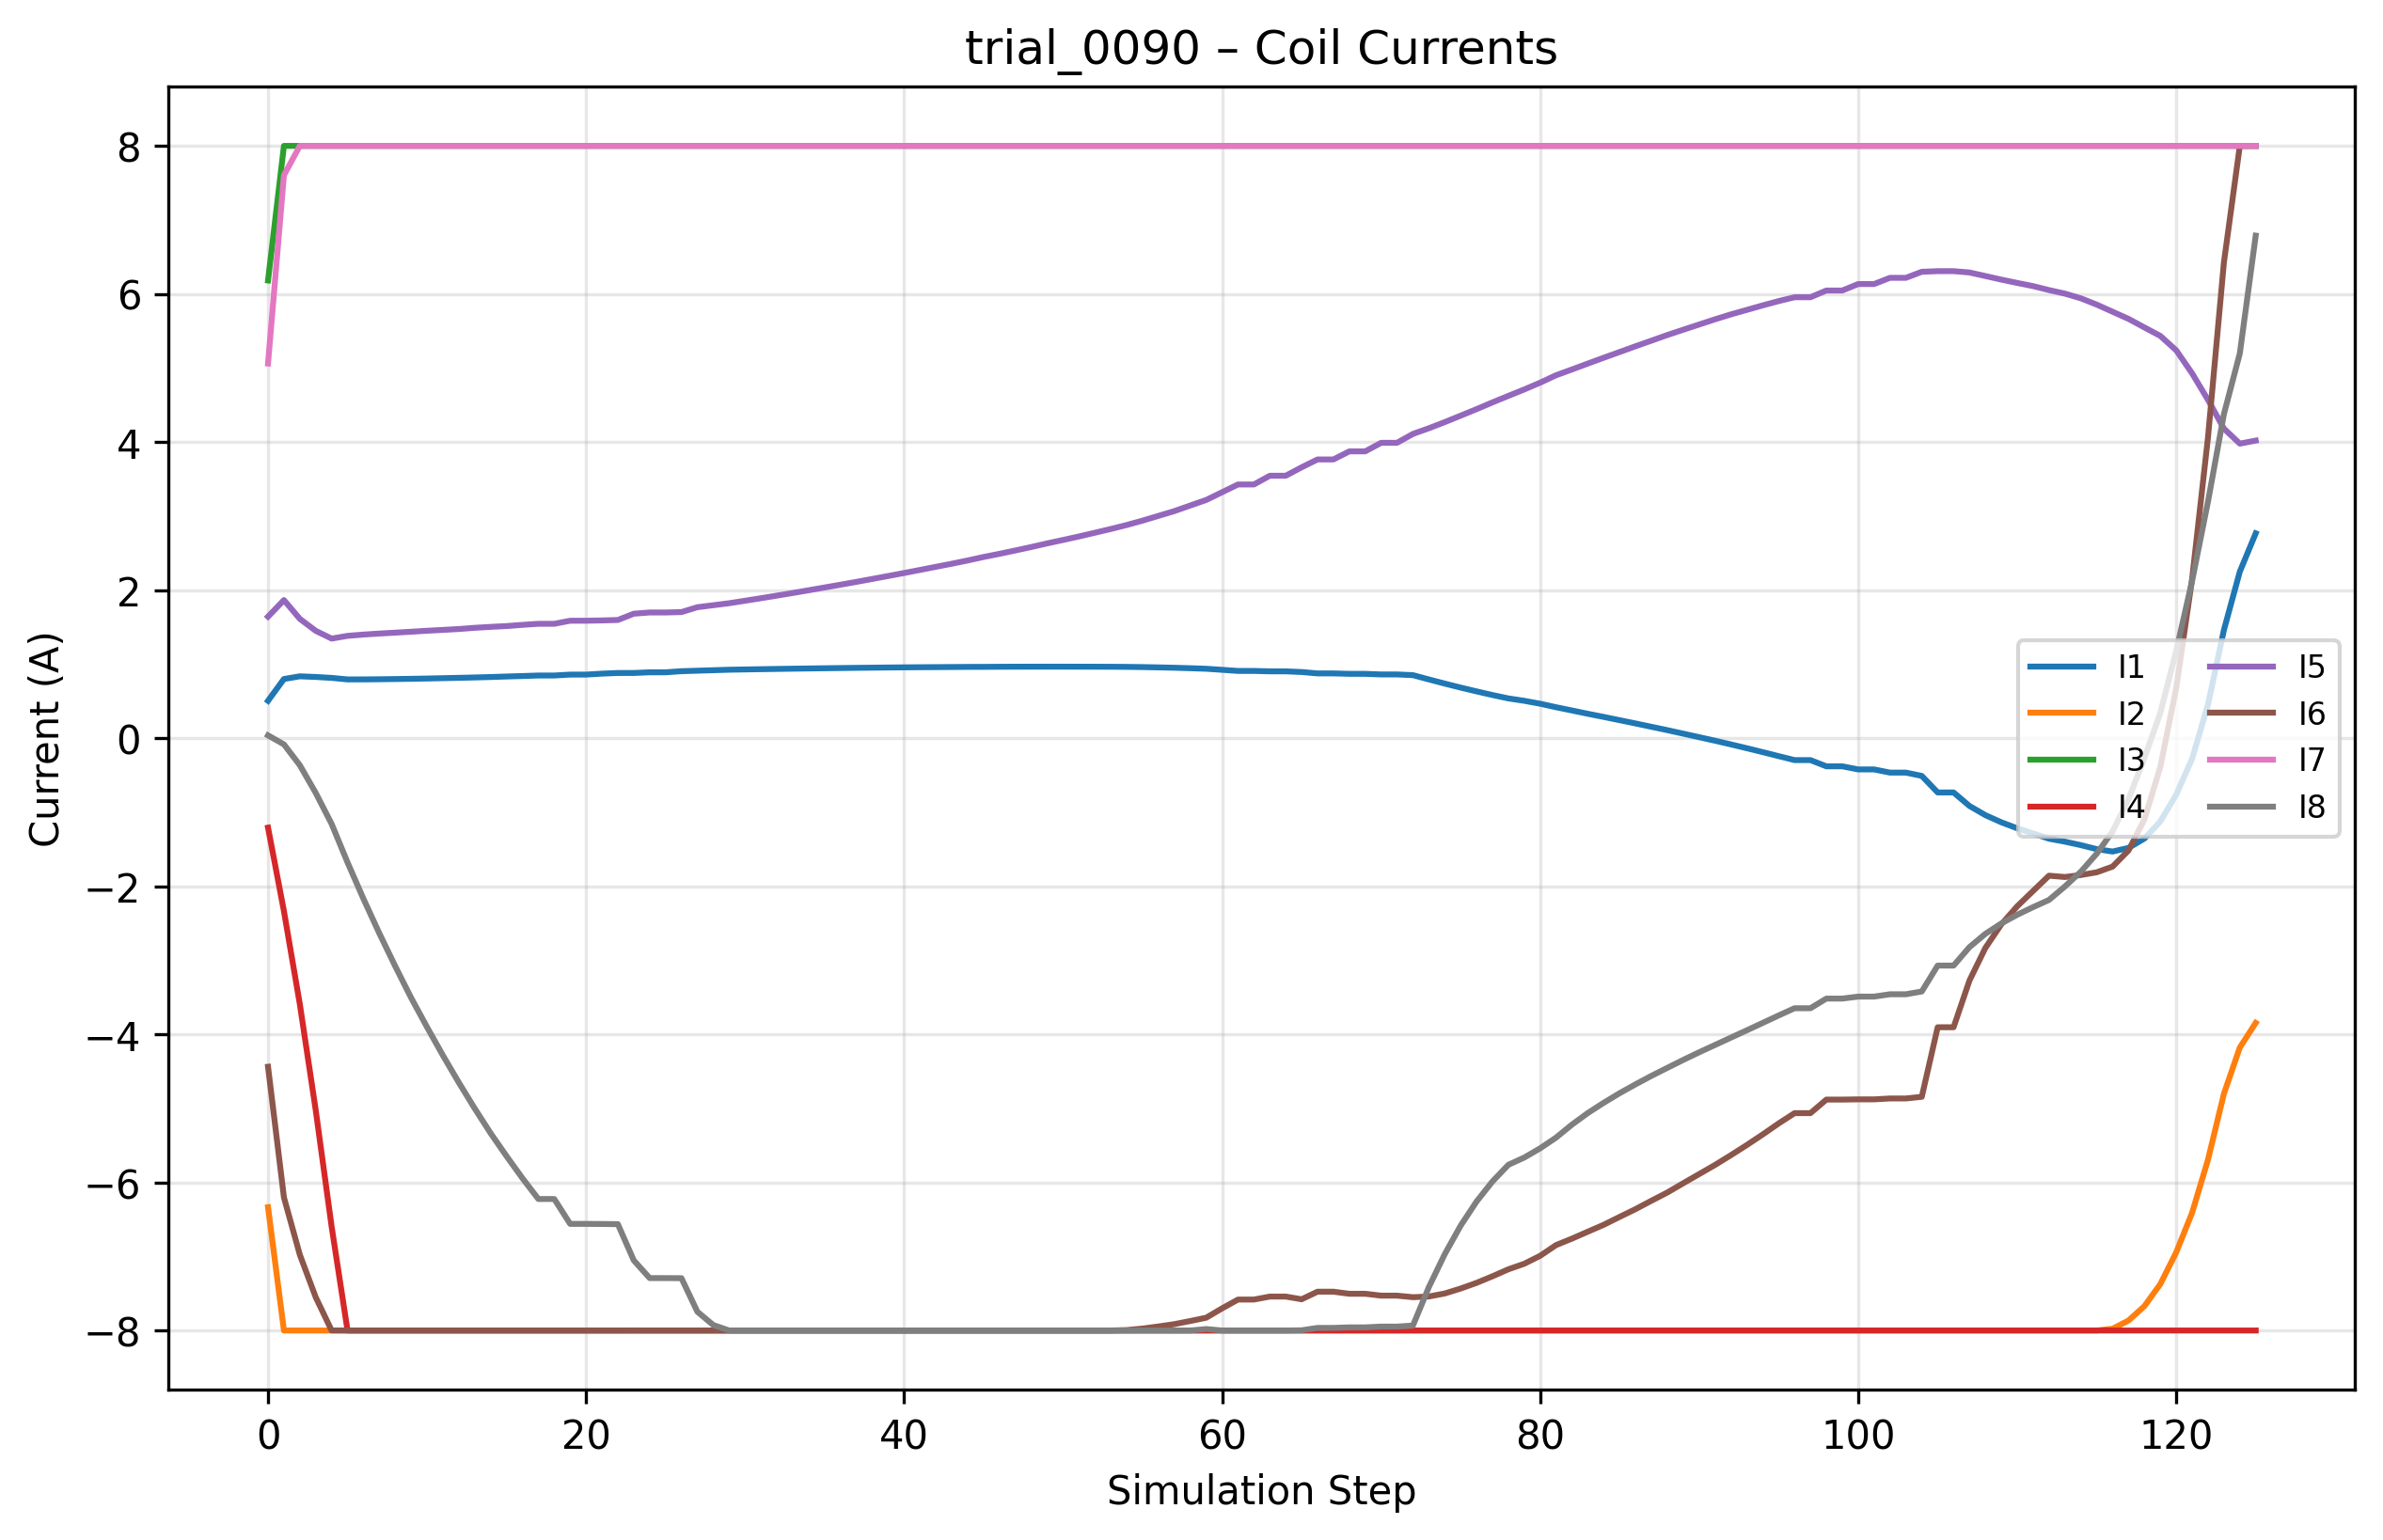 trial_0090 – Coil Currents
Current (A)
8
6
4
2
0
−2
−4
−6
−8
I1 I5
I2 I6
I3 I7
I4 I8
0 20 40 60 80 100 120
Simulation Step